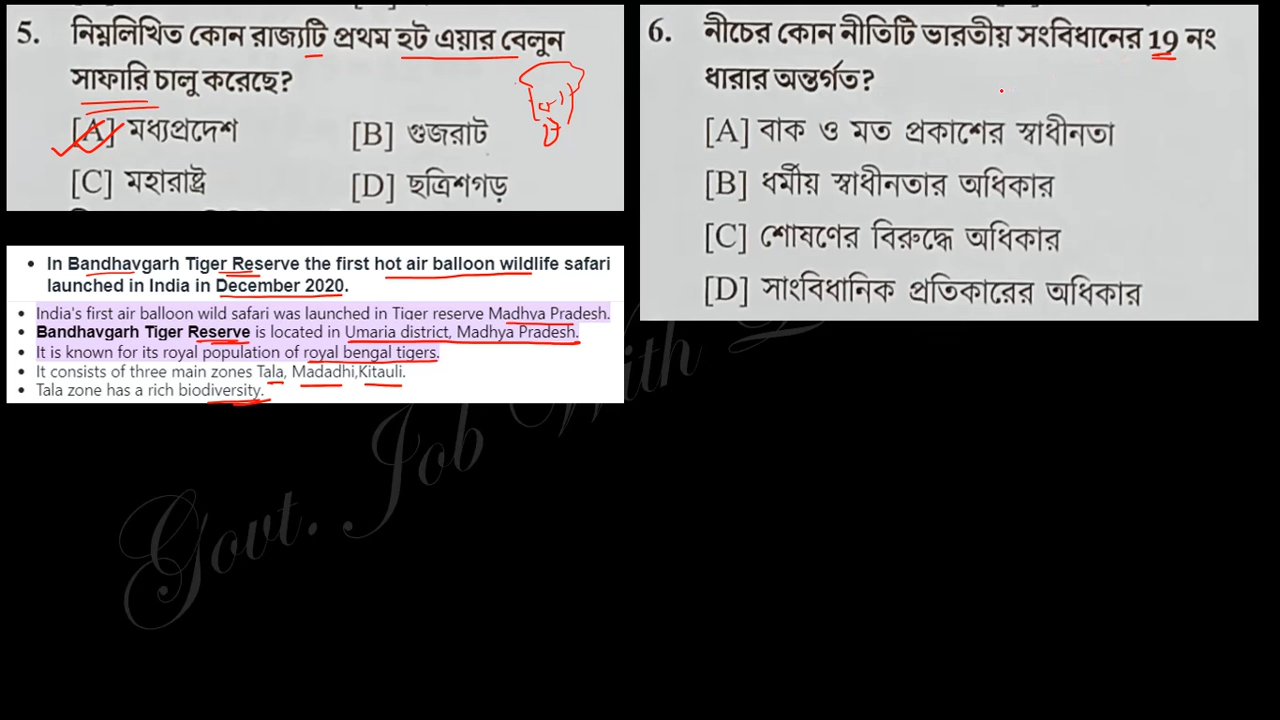 5. নিম্নলিখিত কোন রাজ্যটি প্রথম হট এয়ার বেলুন
সাফারি চালু করেছে?
[A] মধ্যপ্রদেশ [B] গুজরাট
[C] মহারাষ্ট্র [D] ছত্রিশগড়
• In Bandhavgarh Tiger Reserve the first hot air balloon wildlife safari
launched in India in December 2020.
• India's first air balloon wild safari was launched in Tiger reserve Madhya Pradesh.
• Bandhavgarh Tiger Reserve is located in Umaria district, Madhya Pradesh.
• It is known for its royal population of royal bengal tigers.
• It consists of three main zones Tala, Madadhi,Kitauli.
• Tala zone has a rich biodiversity.
6. নীচের কোন নীতিটি ভারতীয় সংবিধানের 19 নং
ধারার অন্তর্গত?
[A] বাক ও মত প্রকাশের স্বাধীনতা
[B] ধর্মীয় স্বাধীনতার অধিকার
[C] শোষণের বিরুদ্ধে অধিকার
[D] সাংবিধানিক প্রতিকারের অধিকার
Govt. Job With